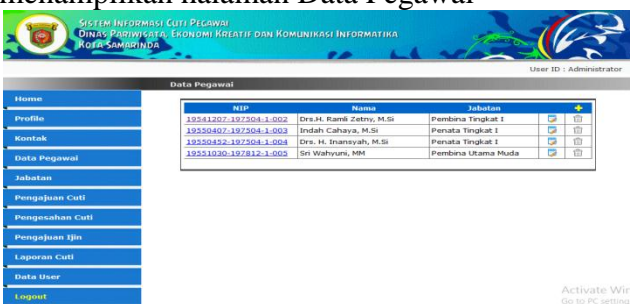 menampilkan halaman Data Pegawai
SISTEM INFORMASI CUTI PEGAWAI
DINAS PARIWISATA, EKONOMI KREATIF DAN KOMUNIKASI INFORMATIKA
KOTA SAMARINDA
User ID : Administrator
Data Pegawai
Home
Profile
Kontak
Data Pegawai
Jabatan
Pengajuan Cuti
Pengesahan Cuti
Pengajuan Ijin
Laporan Cuti
Data User
Logout
NIP Nama Jabatan
19541207-197504-1-002 Drs.H. Ramli Zetny, M.Si Pembina Tingkat I
19550407-197504-1-003 Indah Cahaya, M.Si Penata Tingkat I
19550452-197504-1-004 Drs. H. Inansyah, M.Si Penata Tingkat I
19551030-197812-1-005 Sri Wahyuni, MM Pembina Utama Muda
Activate Wir
Go to PC setting